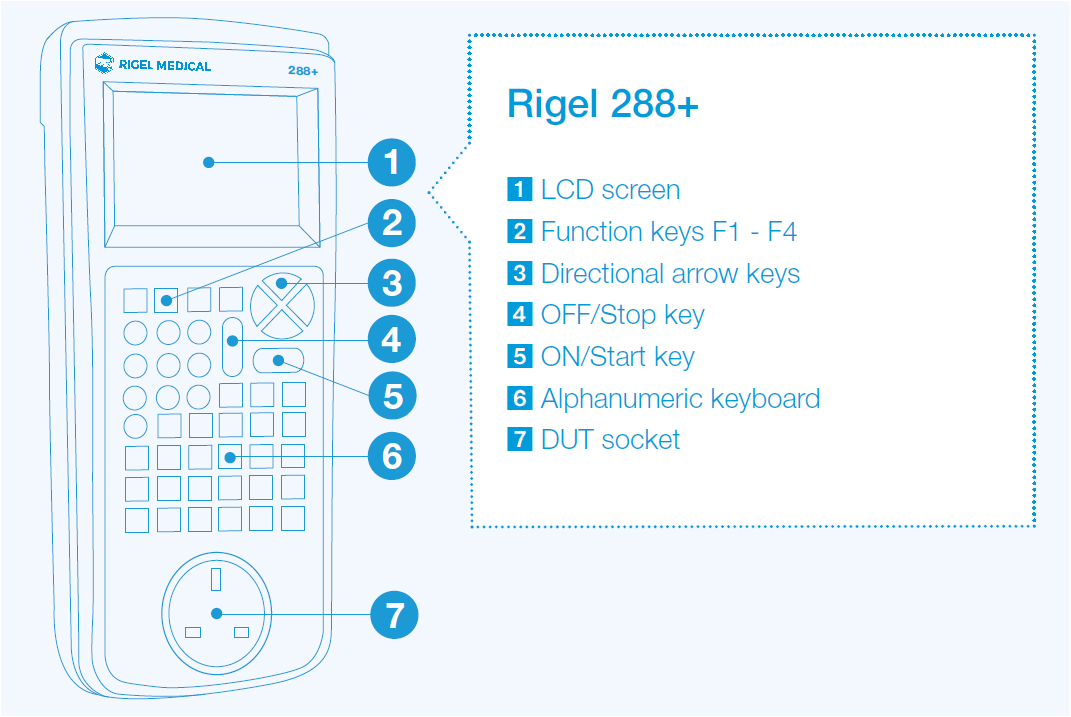 RIGEL MEDICAL
288+
1
2
3
4
5
6
7
Rigel 288+
1 LCD screen
2 Function keys F1 - F4
3 Directional arrow keys
4 OFF/Stop key
5 ON/Start key
6 Alphanumeric keyboard
7 DUT socket